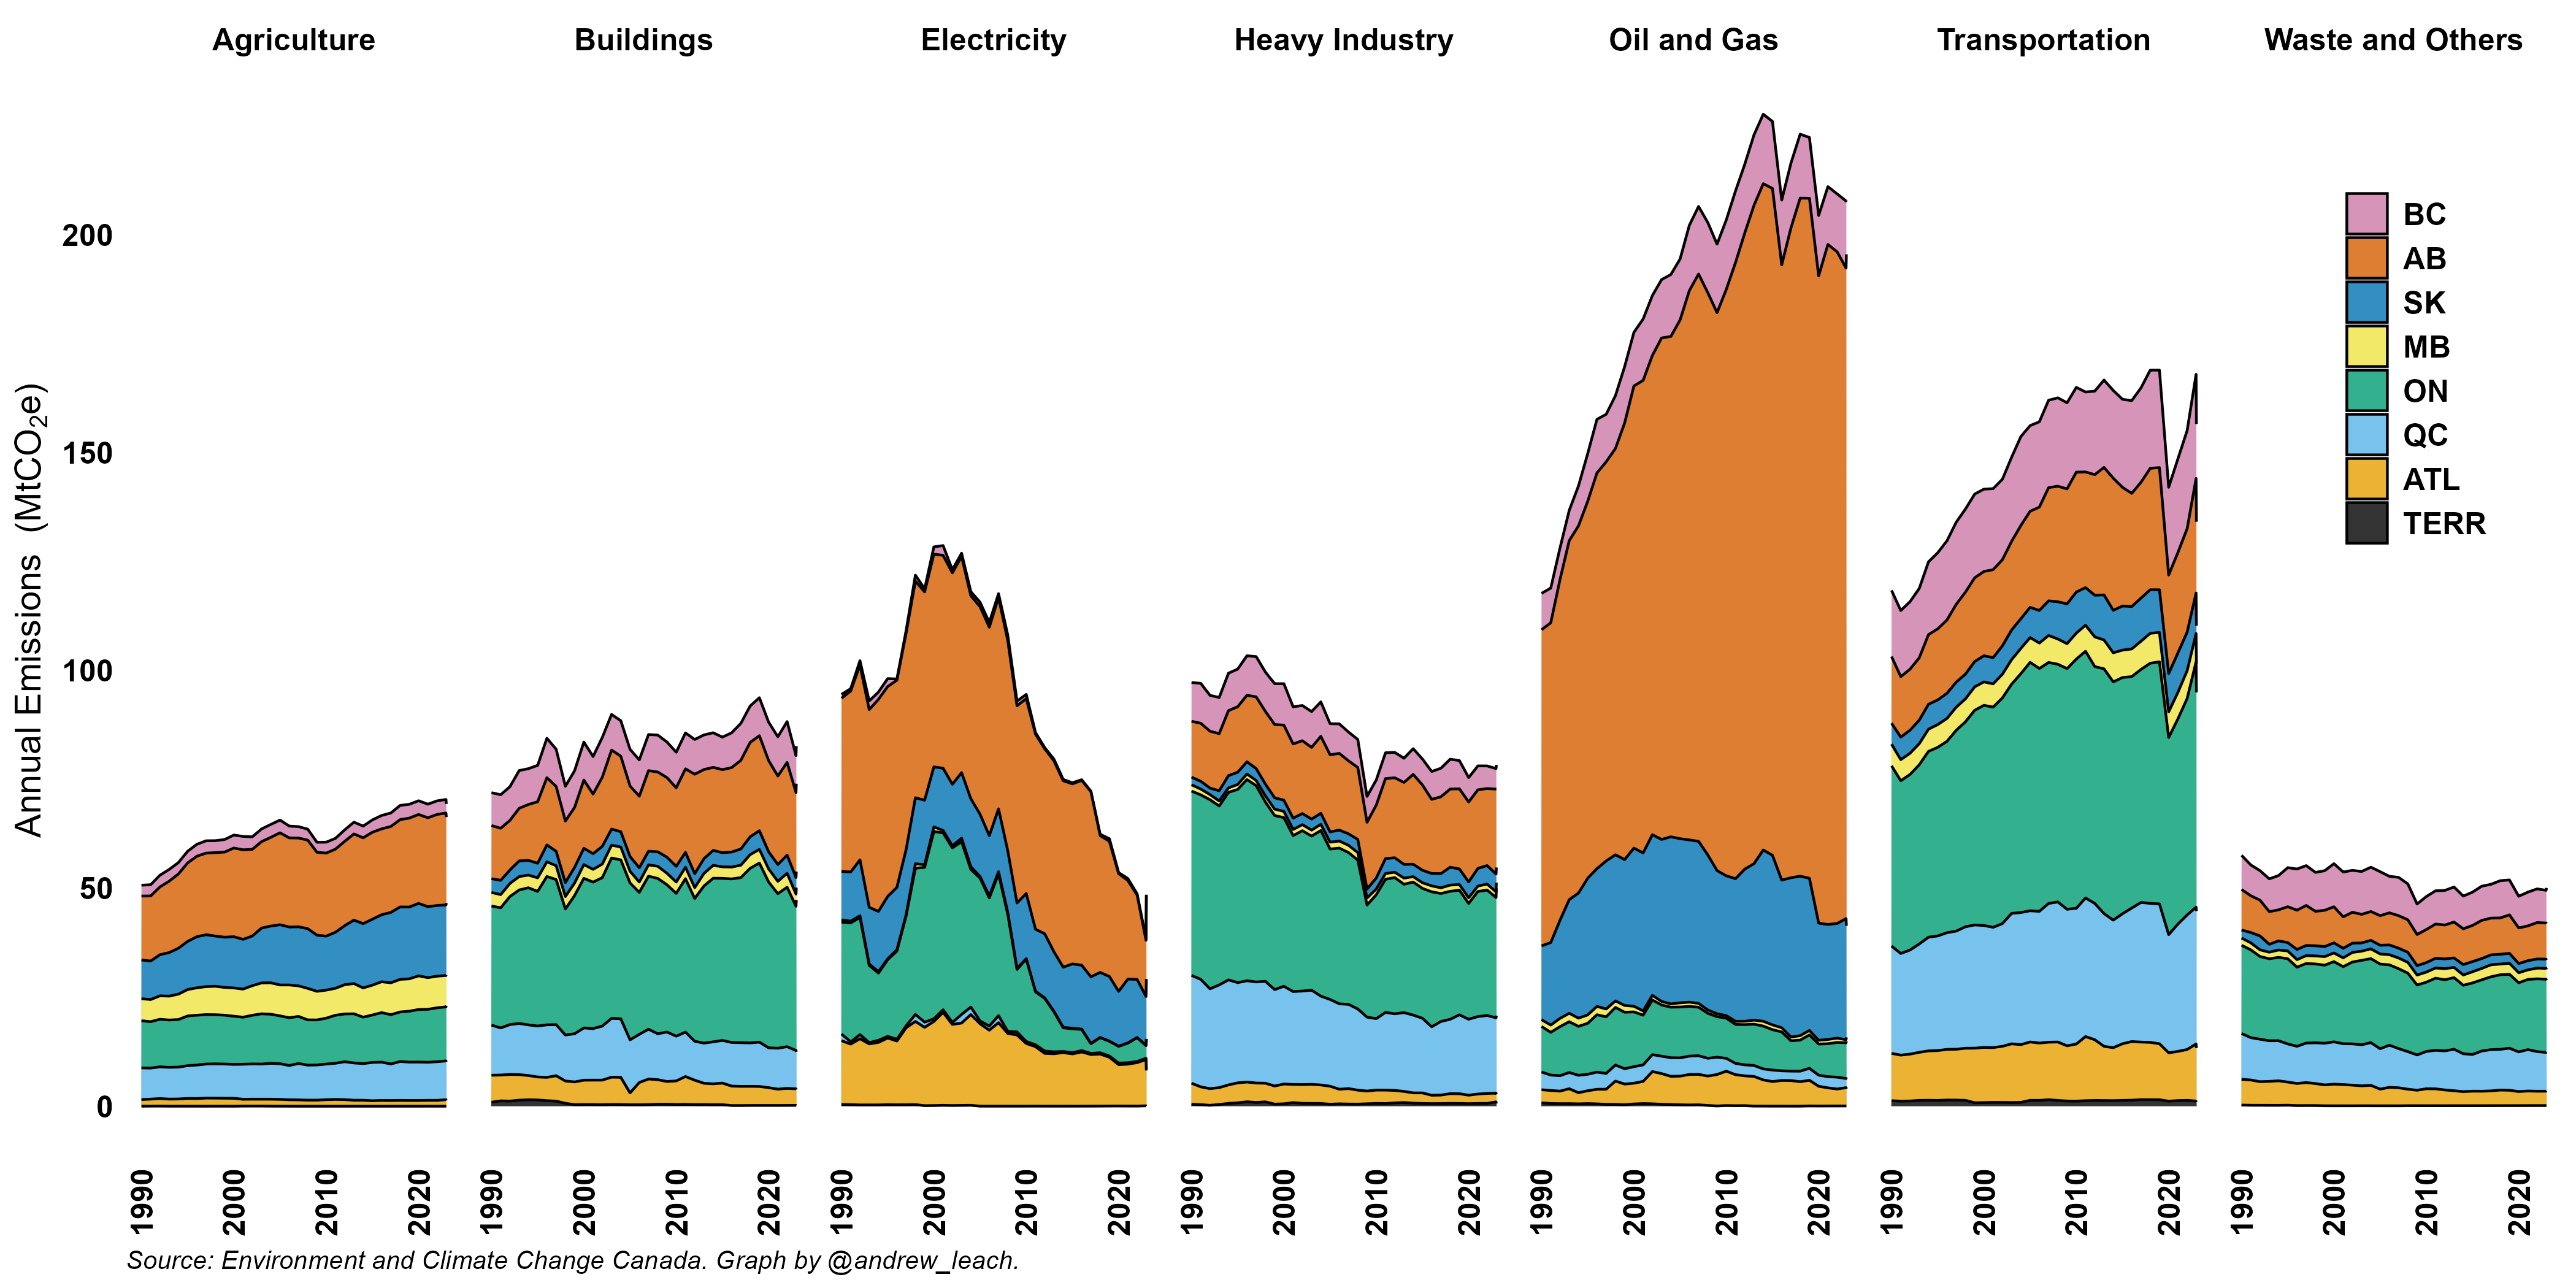 Agriculture
Buildings
Electricity
Heavy Industry
Oil and Gas
Transportation
Waste and Others
Annual Emissions (MtCO₂e)
200
150
100
50
0
BC
AB
SK
MB
ON
QC
ATL
TERR
1990 2000 2010 2020
1990 2000 2010 2020
1990 2000 2010 2020
1990 2000 2010 2020
1990 2000 2010 2020
1990 2000 2010 2020
1990 2000 2010 2020
Source: Environment and Climate Change Canada. Graph by @andrew_leach.